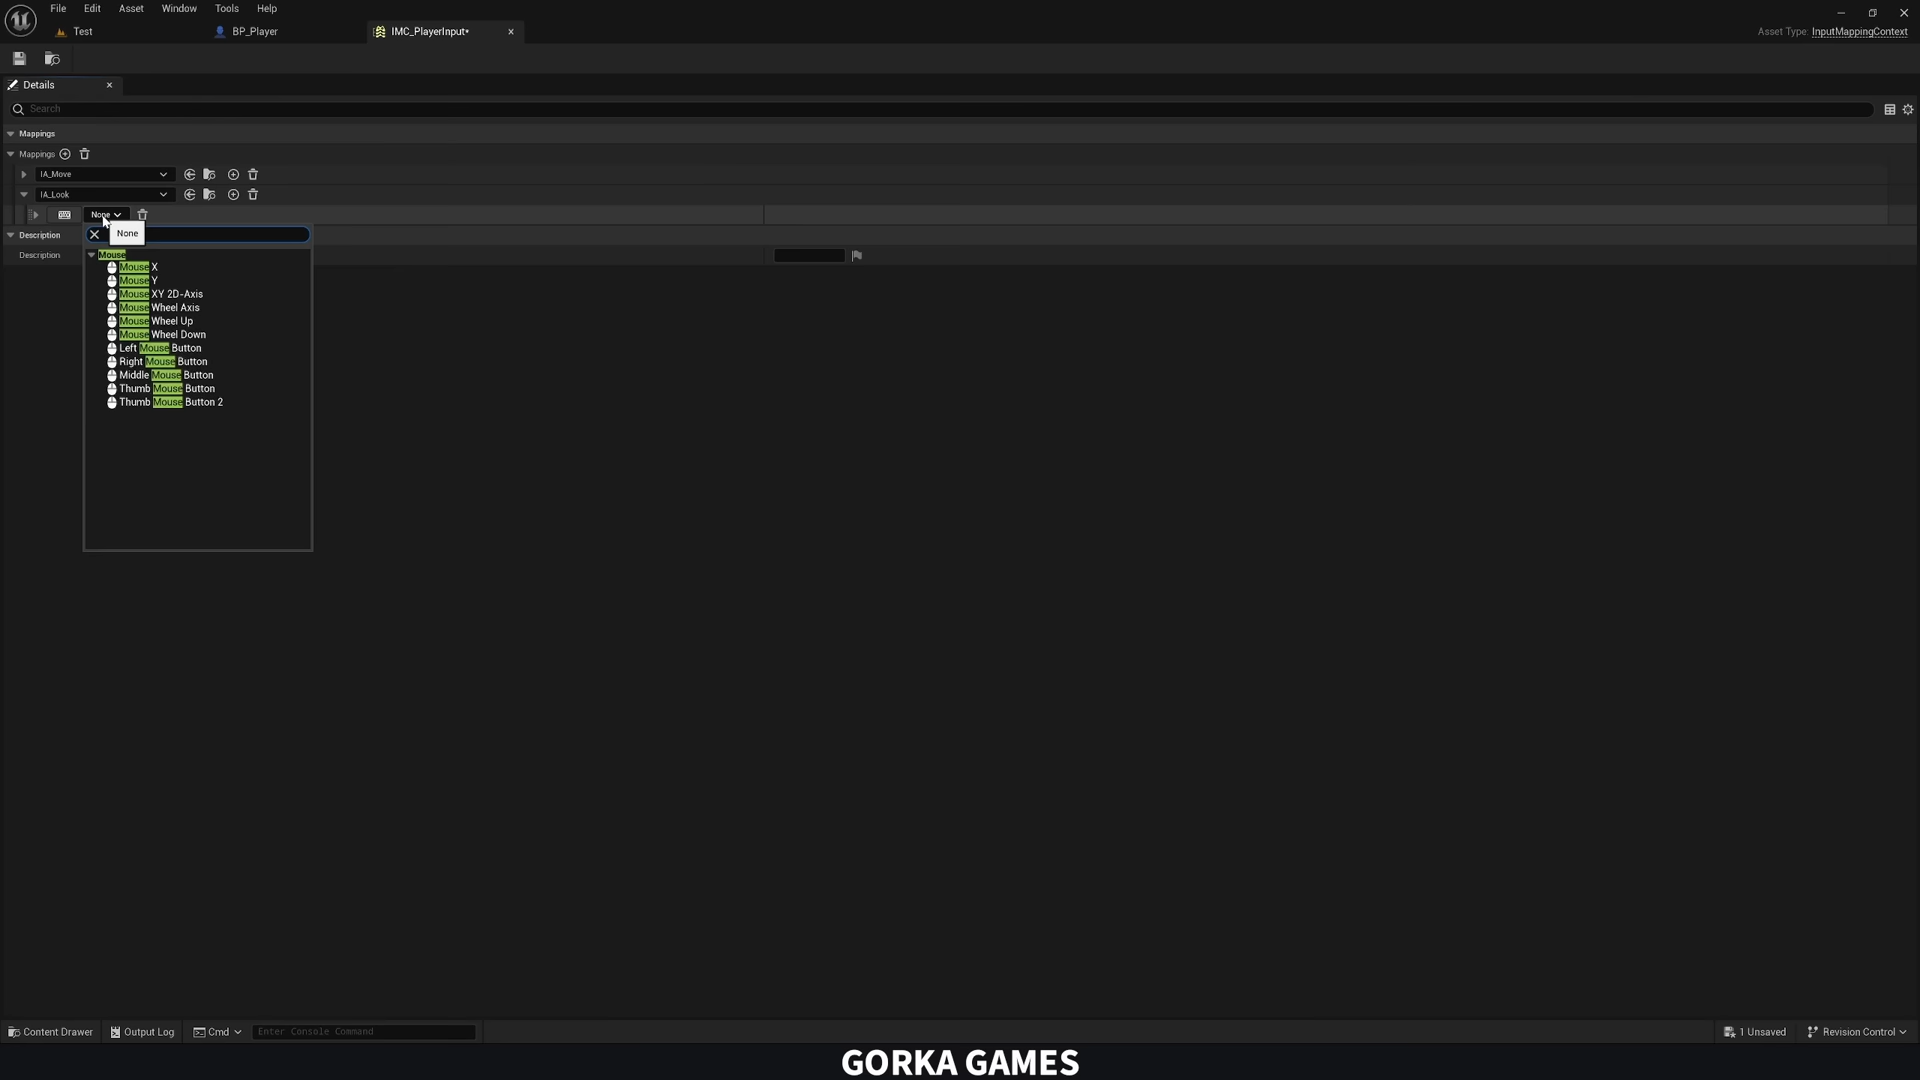 File Edit Asset Window Tools Help
Test BP_Player IMC_PlayerInput* Asset Type: InputMappingContext
Details
Search
Mappings
Mappings
IA_Move
IA_Look
None
None
Description
Description
Mouse
Mouse X
Mouse Y
Mouse XY 2D-Axis
Mouse Wheel Axis
Mouse Wheel Up
Mouse Wheel Down
Left Mouse Button
Right Mouse Button
Middle Mouse Button
Thumb Mouse Button
Thumb Mouse Button 2
Content Drawer Output Log Cmd Enter Console Command 1 Unsaved Revision Control
GORKA GAMES